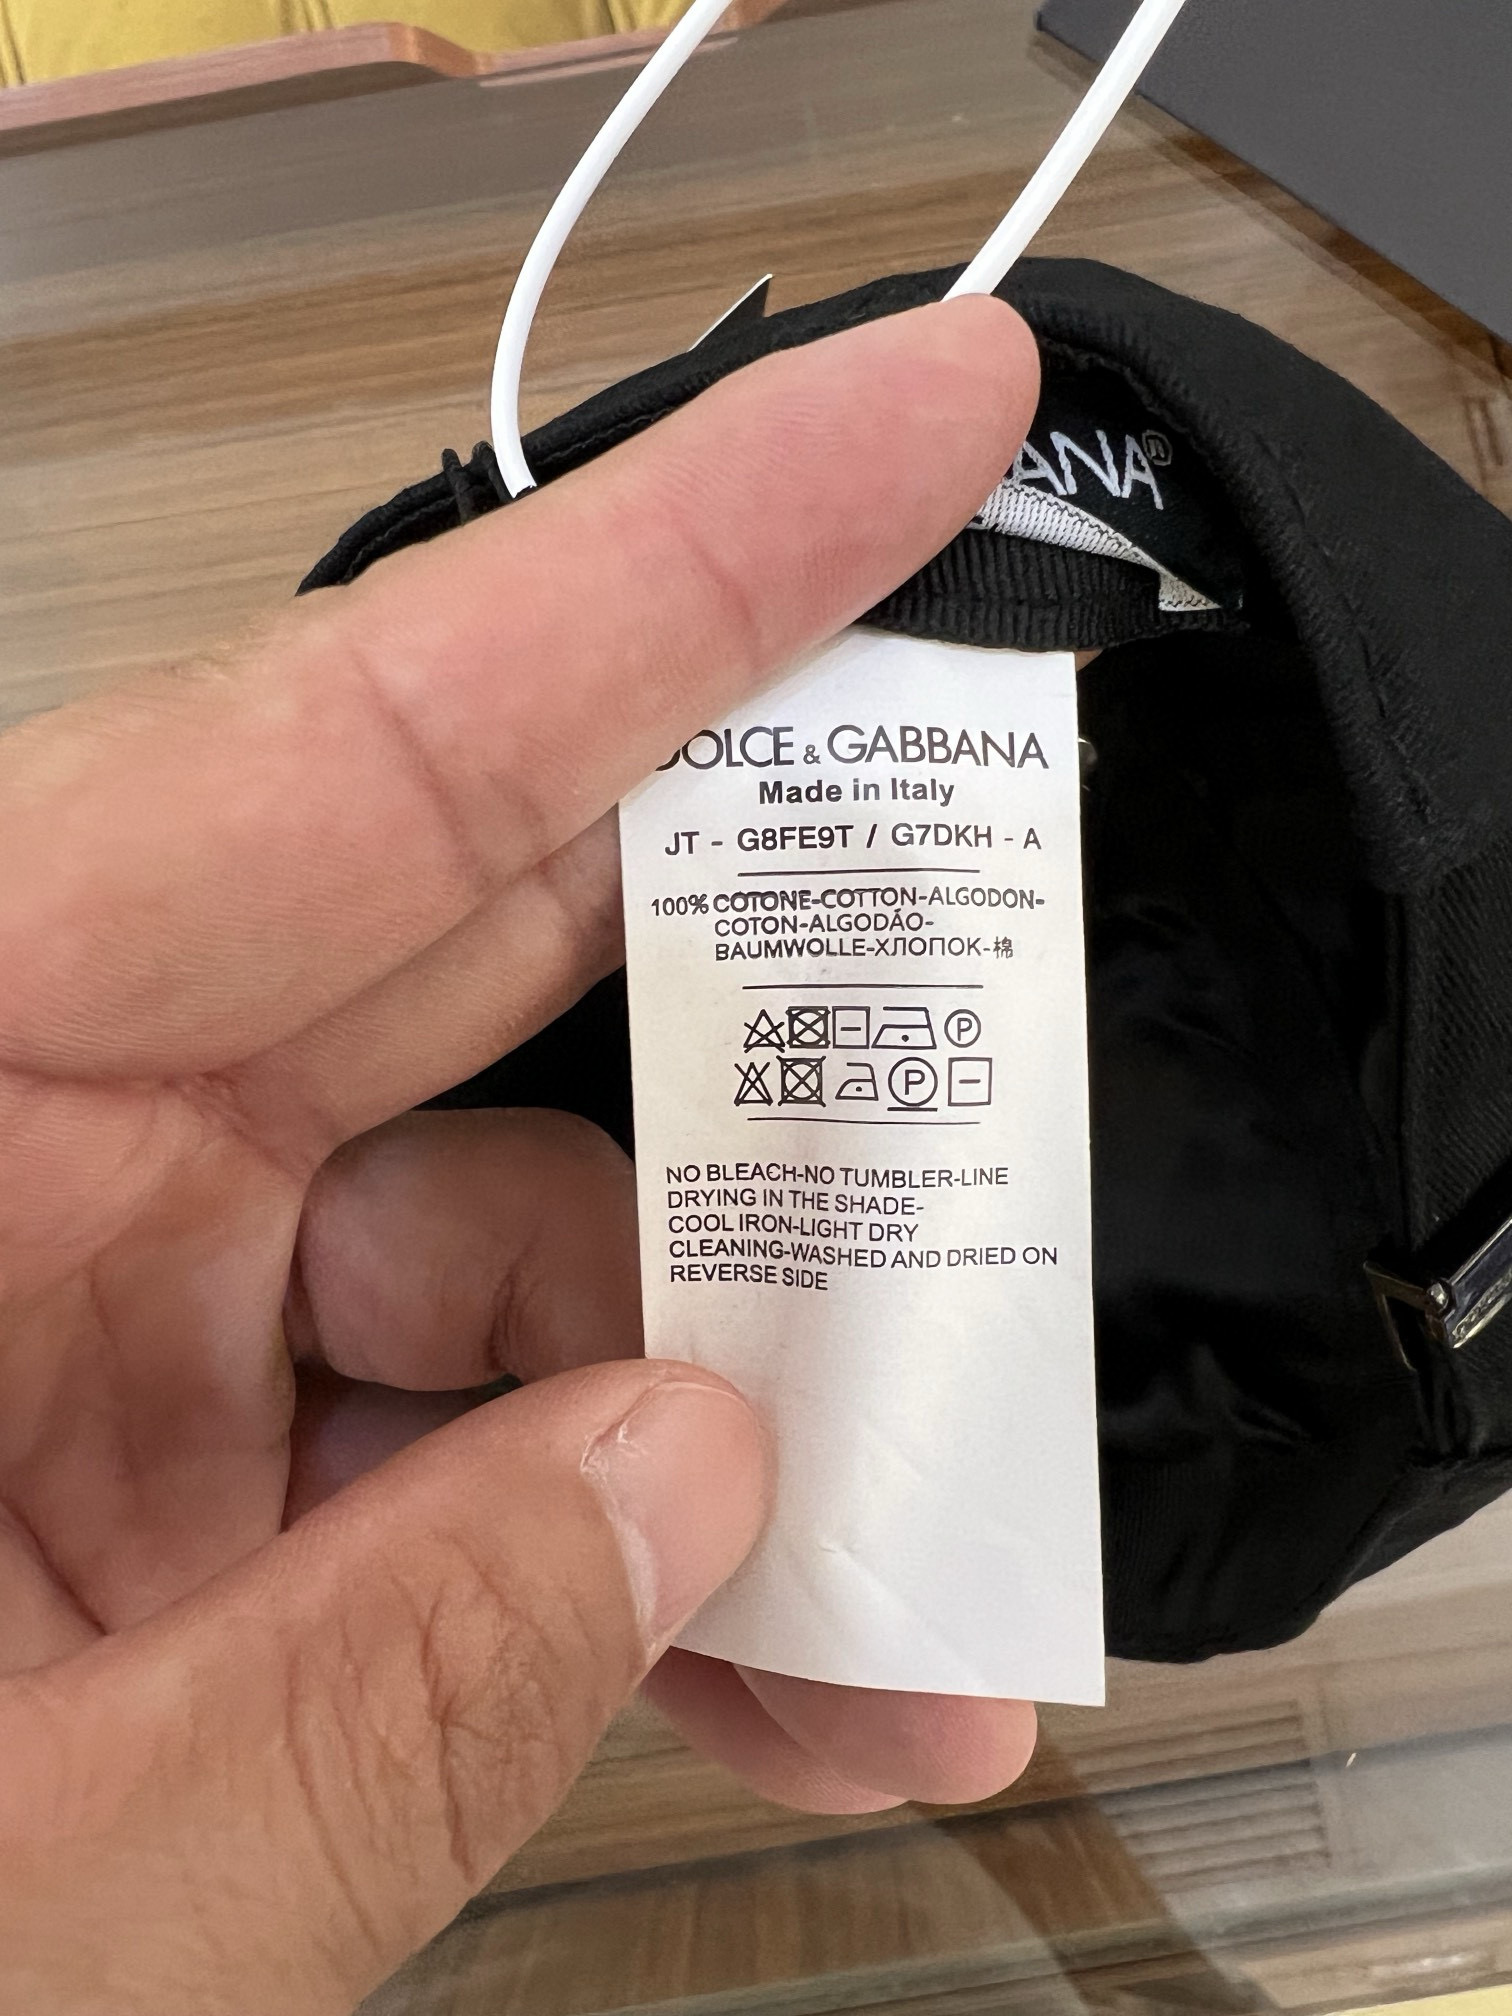 ANA®
DOLCE & GABBANA
Made in Italy
JT - G8FE9T / G7DKH - A
100% COTONE-COTTON-ALGODON-
COTON-ALGODÃO-
BAUMWOLLE-ХЛОПОК-棉
P
P
NO BLEACH-NO TUMBLER-LINE
DRYING IN THE SHADE-
COOL IRON-LIGHT DRY
CLEANING-WASHED AND DRIED ON
REVERSE SIDE